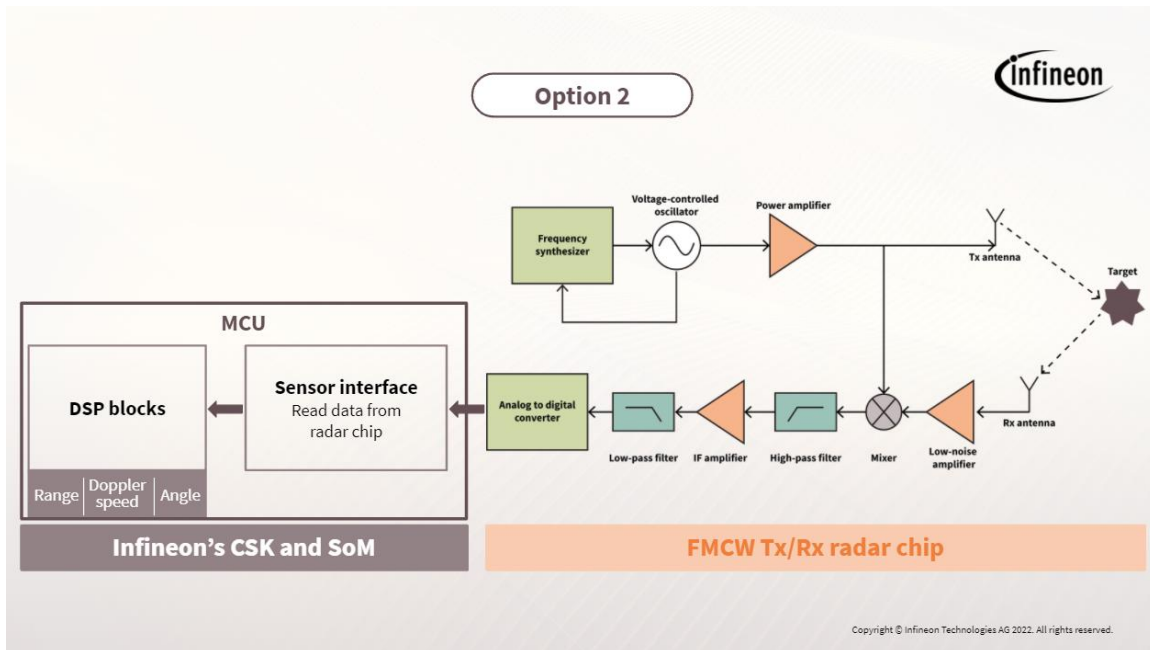 infineon
Option 2
Voltage-controlled
oscillator
Power amplifier
Frequency
synthesizer
Tx antenna
Target
MCU
DSP blocks
Sensor interface
Read data from
radar chip
Analog to digital
converter
Rx antenna
Low-pass filter
IF amplifier
High-pass filter
Mixer
Low-noise
amplifier
Range
Doppler
speed
Angle
Infineon’s CSK and SoM
FMCW Tx/Rx radar chip
Copyright © Infineon Technologies AG 2022. All rights reserved.